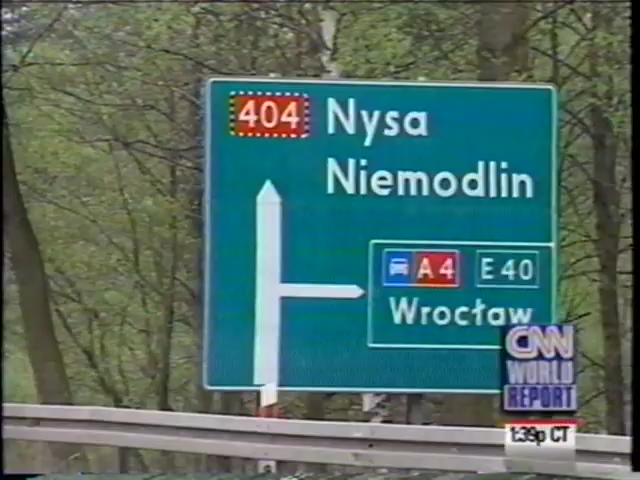 404 Nysa
Niemodlin
A4 E40
Wrocław
CNN
WORLD
REPORT
1:39p CT